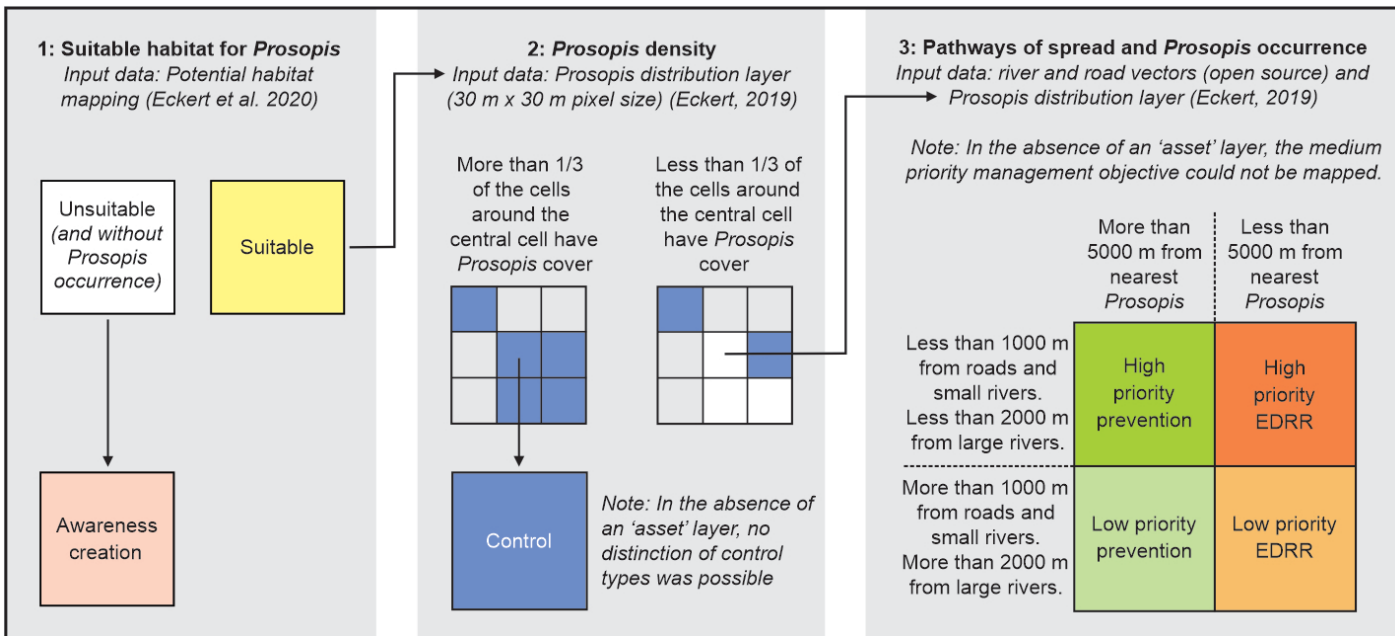 1: Suitable habitat for Prosopis
Input data: Potential habitat
mapping (Eckert et al. 2020)
Unsuitable
(and without
Prosopis
occurrence)
Suitable
Awareness
creation
2: Prosopis density
Input data: Prosopis distribution layer
(30 m x 30 m pixel size) (Eckert, 2019)
More than 1/3
of the cells
around the
central cell have
Prosopis cover
Less than 1/3 of
the cells around
the central cell
have Prosopis
cover
Control
Note: In the absence of
an ‘asset’ layer, no
distinction of control
types was possible
3: Pathways of spread and Prosopis occurrence
Input data: river and road vectors (open source) and
Prosopis distribution layer (Eckert, 2019)
Note: In the absence of an ‘asset’ layer, the medium
priority management objective could not be mapped.
More than
5000 m from
nearest
Prosopis
Less than
5000 m from
nearest
Prosopis
Less than 1000 m
from roads and
small rivers.
Less than 2000 m
from large rivers.
High
priority
prevention
High
priority
EDRR
More than 1000 m
from roads and
small rivers.
More than 2000 m
from large rivers.
Low priority
prevention
Low priority
EDRR